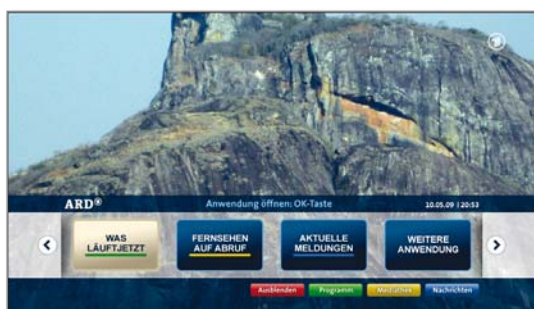 ARD®
Anwendung öffnen: OK-Taste
20.05.09 | 20:53
WAS
LÄUFTJETZT
FERNSEHEN
AUF ABRUF
AKTUELLE
MELDUNGEN
WEITERE
ANWENDUNG
Ausblenden
Programm
Mediathek
Nachrichten